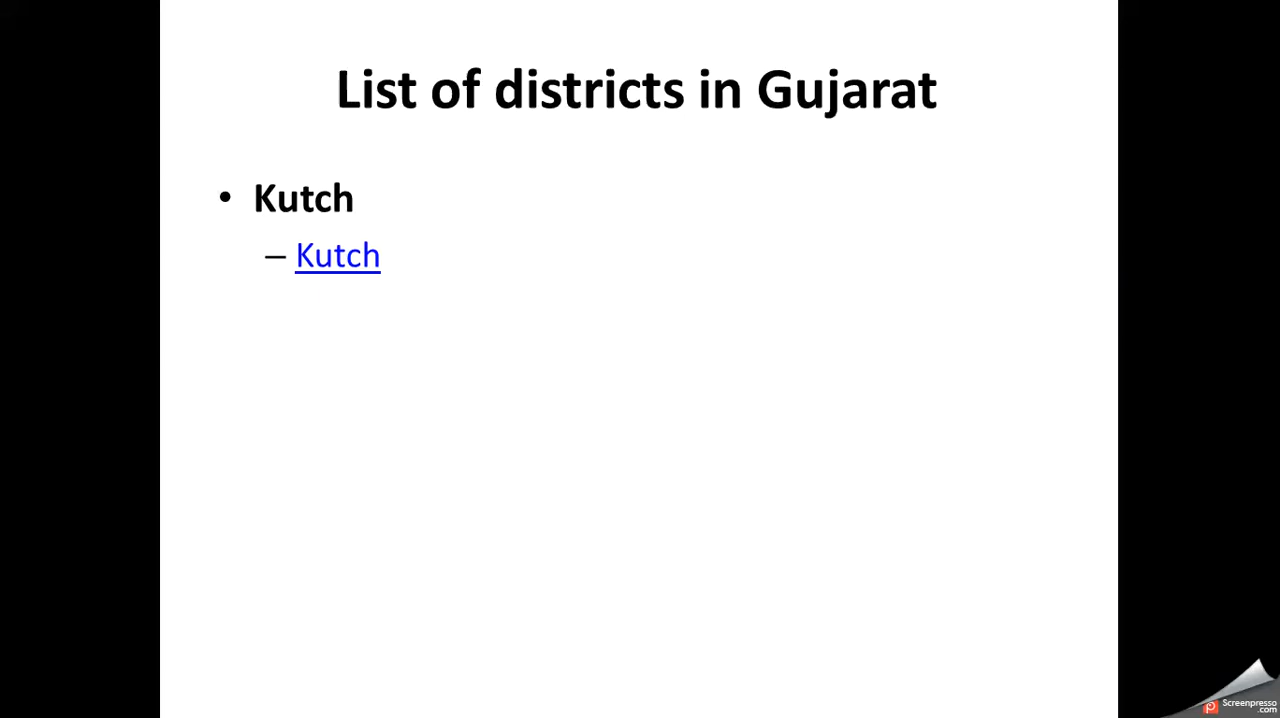 List of districts in Gujarat
• Kutch
– Kutch
Screenpresso
.com